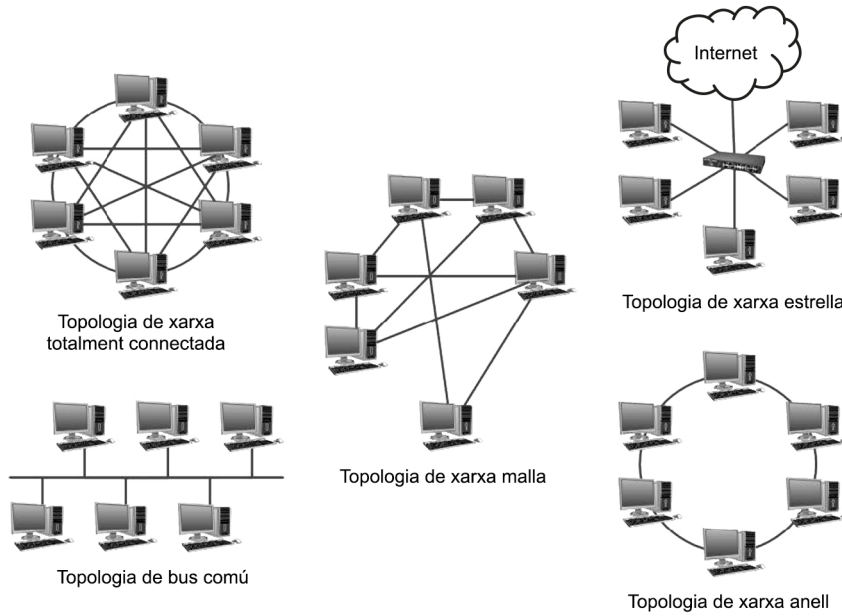 Internet
Topologia de xarxa
totalment connectada
Topologia de xarxa estrella
Topologia de xarxa malla
Topologia de bus comú
Topologia de xarxa anell